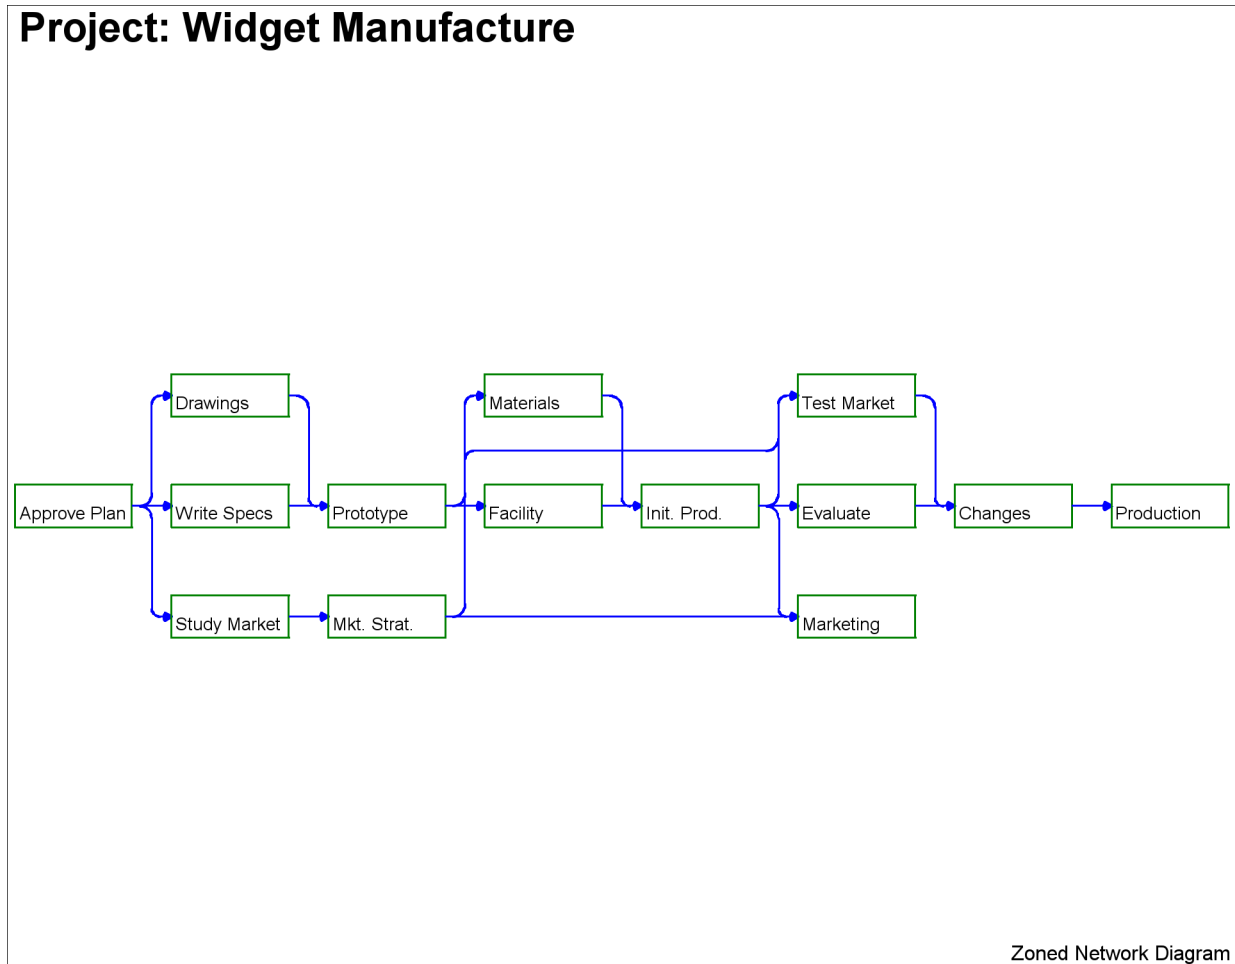 Project: Widget Manufacture
Drawings
Materials
Test Market
Approve Plan
Write Specs
Prototype
Facility
Init. Prod.
Evaluate
Changes
Production
Study Market
Mkt. Strat.
Marketing
Zoned Network Diagram